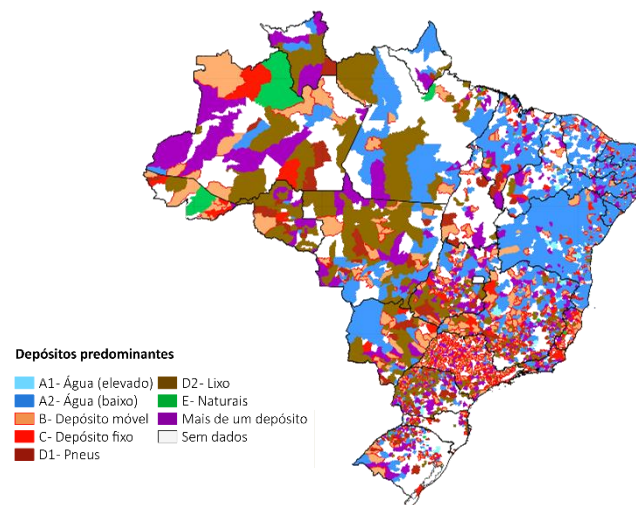 Depósitos predominantes
A1- Água (elevado)
A2- Água (baixo)
B- Depósito móvel
C- Depósito fixo
D1- Pneus
D2- Lixo
E- Naturais
Mais de um depósito
Sem dados